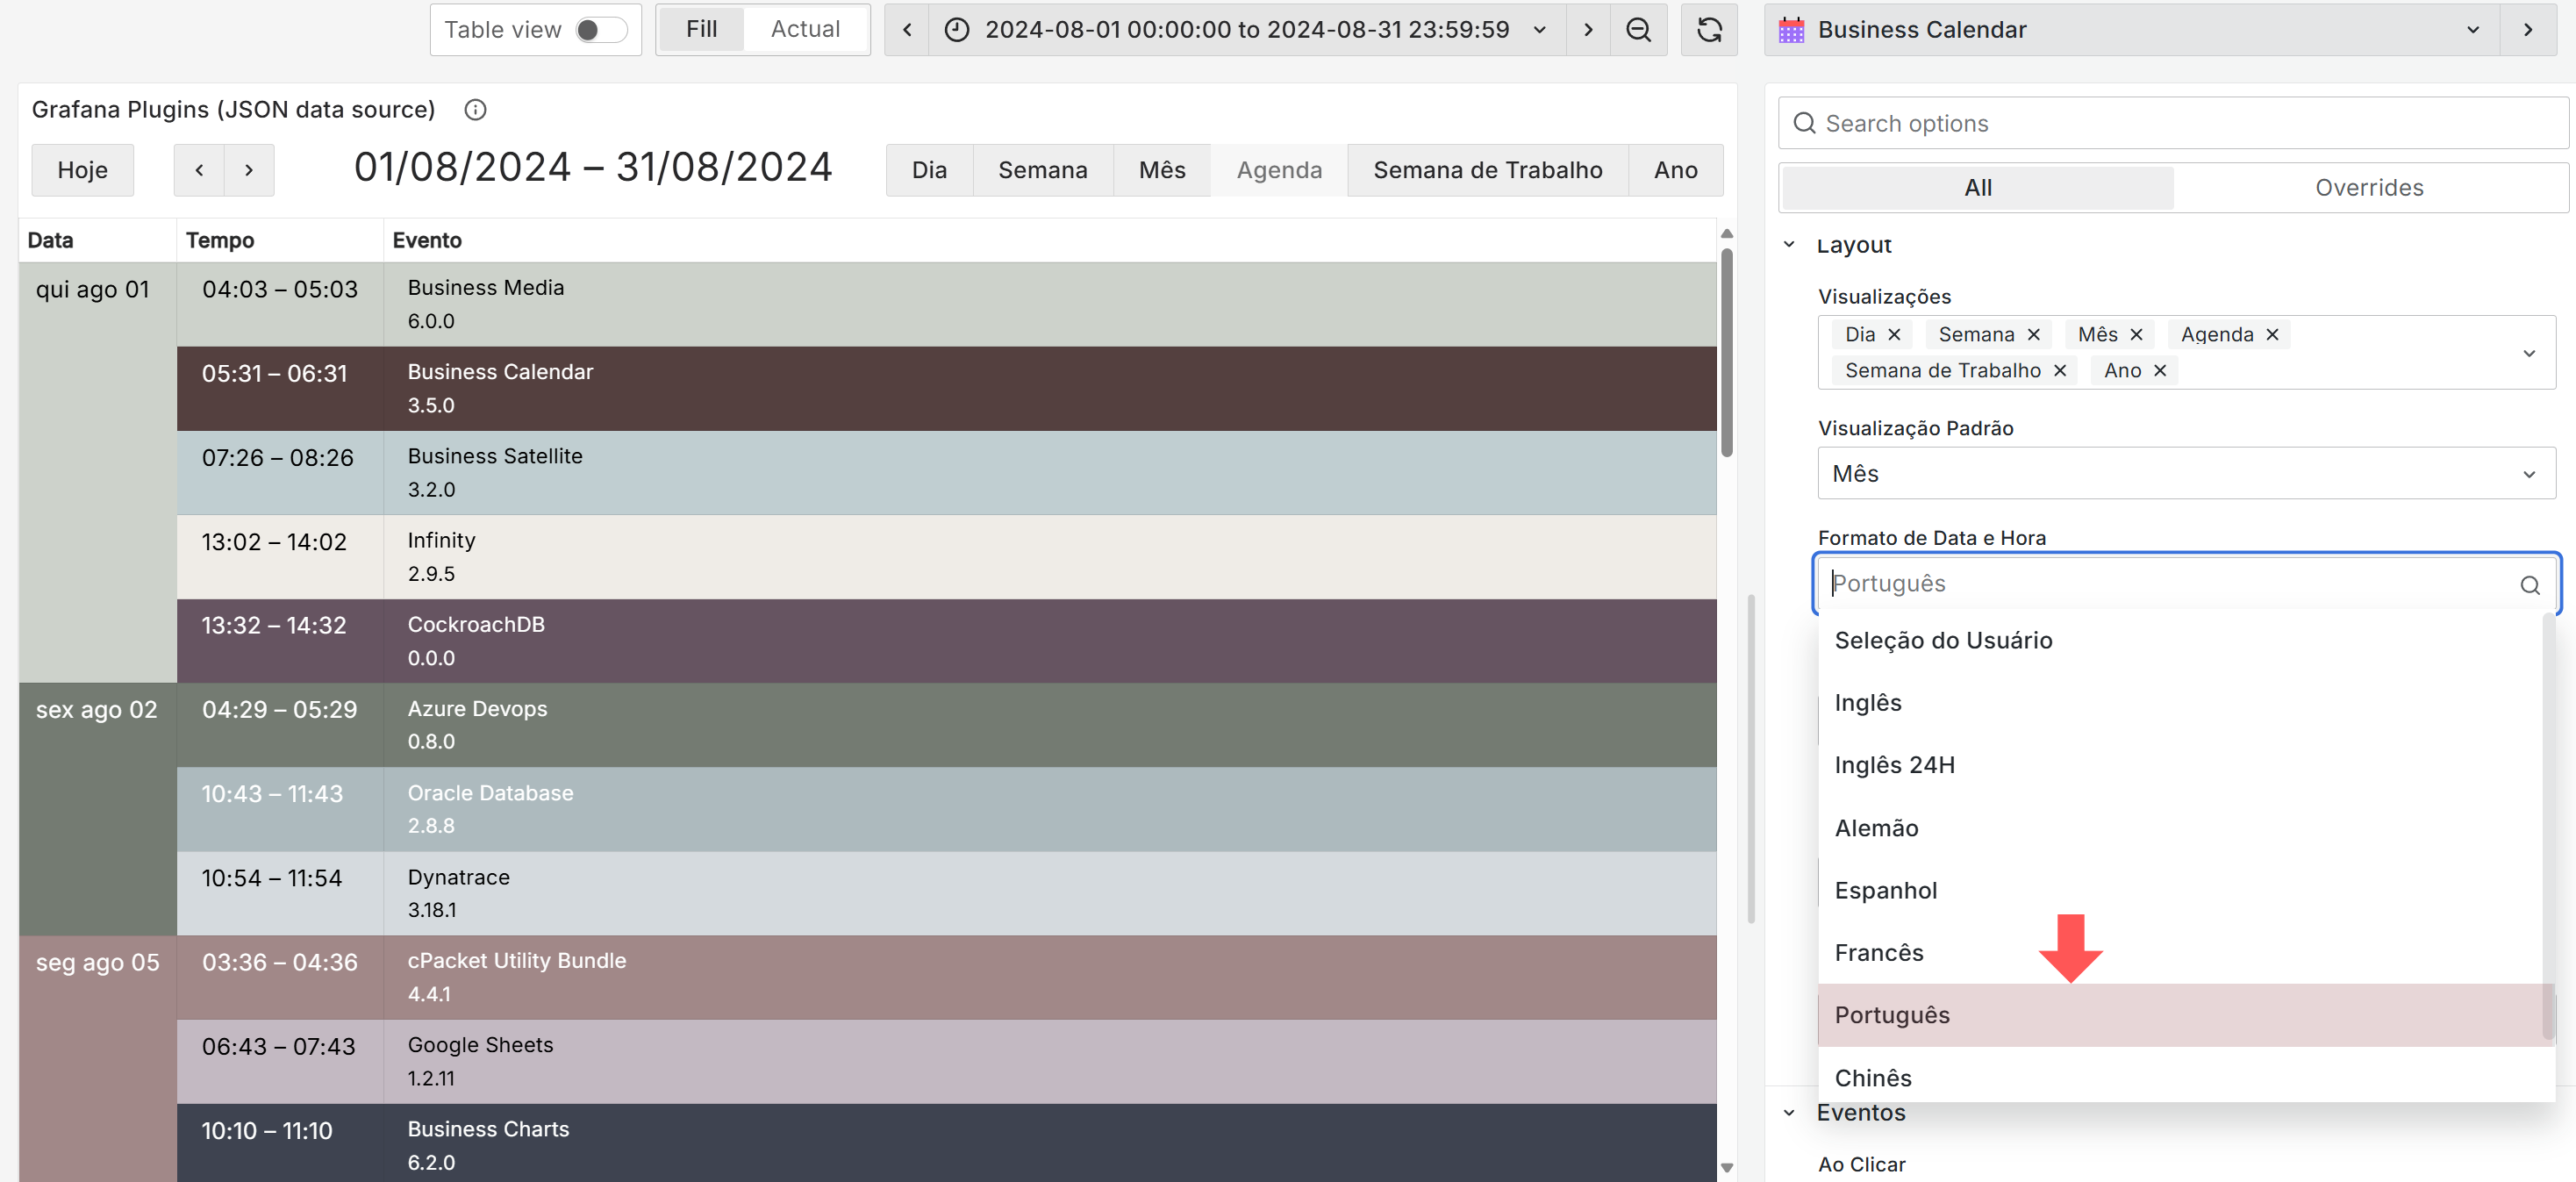 Table view
Fill
Actual
2024-08-01 00:00:00 to 2024-08-31 23:59:59
Business Calendar
Grafana Plugins (JSON data source)
Hoje
01/08/2024 – 31/08/2024
Dia
Semana
Mês
Agenda
Semana de Trabalho
Ano
Data
Tempo
Evento
qui ago 01
04:03 – 05:03
Business Media
6.0.0
05:31 – 06:31
Business Calendar
3.5.0
07:26 – 08:26
Business Satellite
3.2.0
13:02 – 14:02
Infinity
2.9.5
13:32 – 14:32
CockroachDB
0.0.0
sex ago 02
04:29 – 05:29
Azure Devops
0.8.0
10:43 – 11:43
Oracle Database
2.8.8
10:54 – 11:54
Dynatrace
3.18.1
seg ago 05
03:36 – 04:36
cPacket Utility Bundle
4.4.1
06:43 – 07:43
Google Sheets
1.2.11
10:10 – 11:10
Business Charts
6.2.0
Search options
All
Overrides
Layout
Visualizações
Dia
Semana
Mês
Agenda
Semana de Trabalho
Ano
Visualização Padrão
Mês
Formato de Data e Hora
Português
Seleção do Usuário
Inglês
Inglês 24H
Alemão
Espanhol
Francês
Português
Chinês
Eventos
Ao Clicar